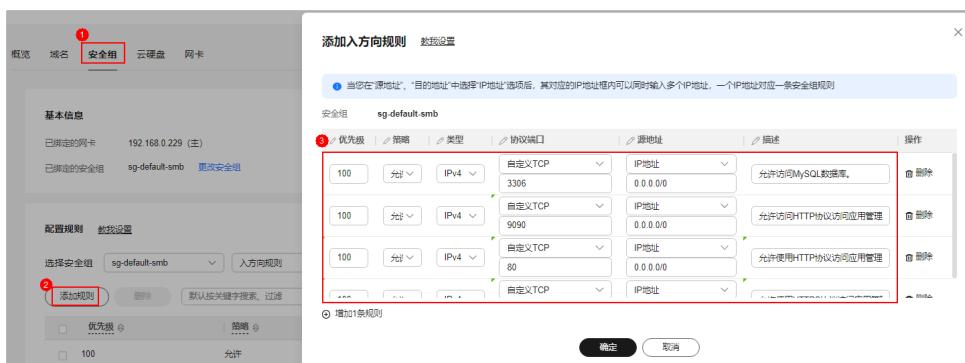 1
概览 域名 安全组 云硬盘 网卡
基本信息
已绑定的网卡 192.168.0.229 (主)
已绑定的安全组 sg-default-smb 更改安全组
配置规则 教我设置
选择安全组 sg-default-smb 入方向规则
2
添加规则 删除 默认按关键字搜索、过滤
优先级 策略
100 允许
添加入方向规则 教我设置
当您在“源地址”、“目的地址”中选择“IP地址”选项后,其对应的IP地址框内可以同时输入多个IP地址,一个IP地址对应一条安全组规则
安全组 sg-default-smb
3 优先级 策略 类型 协议端口 源地址 描述 操作
自定义TCP IP地址
100 允许 IPv4 允许访问MySQL数据库。 删除
3306 0.0.0.0/0
自定义TCP IP地址
100 允许 IPv4 允许访问HTTP协议访问应用管理 删除
9090 0.0.0.0/0
自定义TCP IP地址
100 允许 IPv4 允许使用HTTP协议访问应用管理 删除
80 0.0.0.0/0
自定义TCP IP地址
增加1条规则
确定 取消